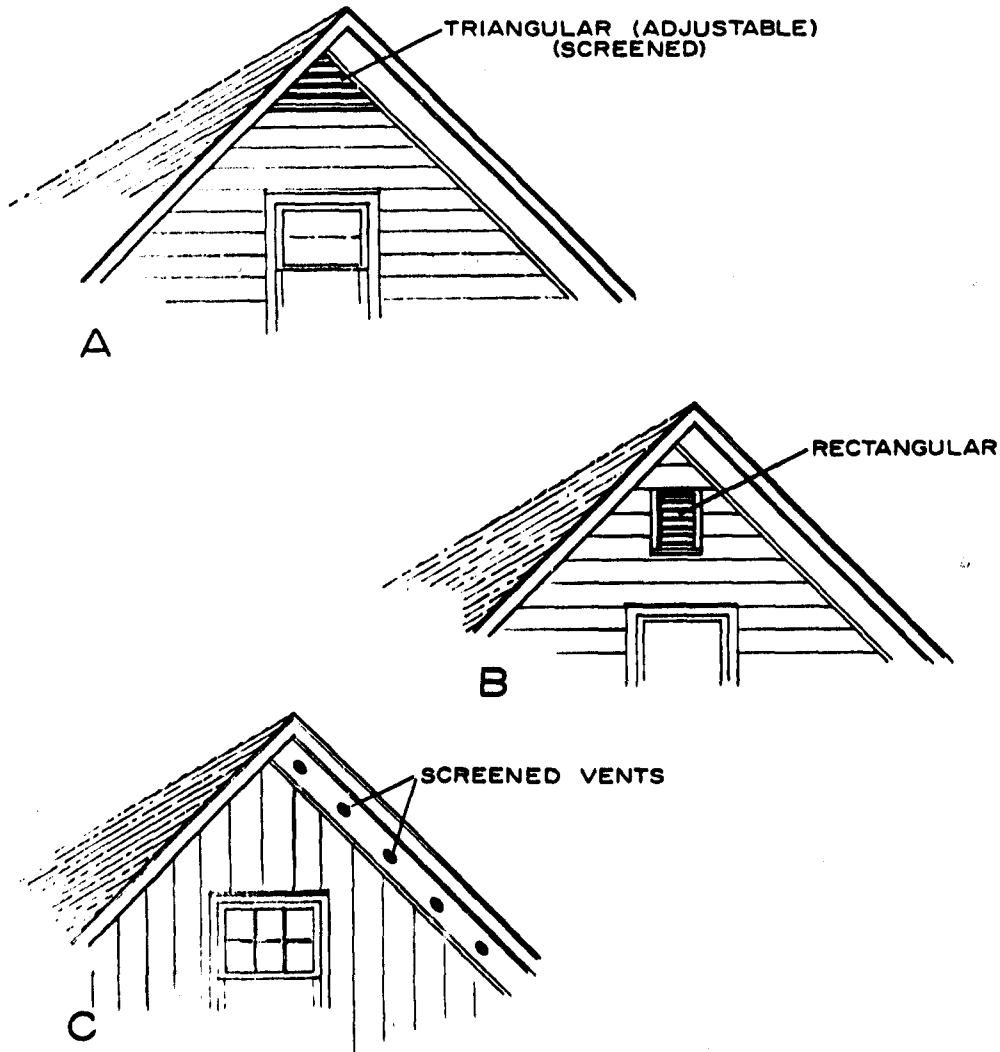 TRIANGULAR (ADJUSTABLE)
(SCREENED)
A
RECTANGULAR
B
SCREENED VENTS
C